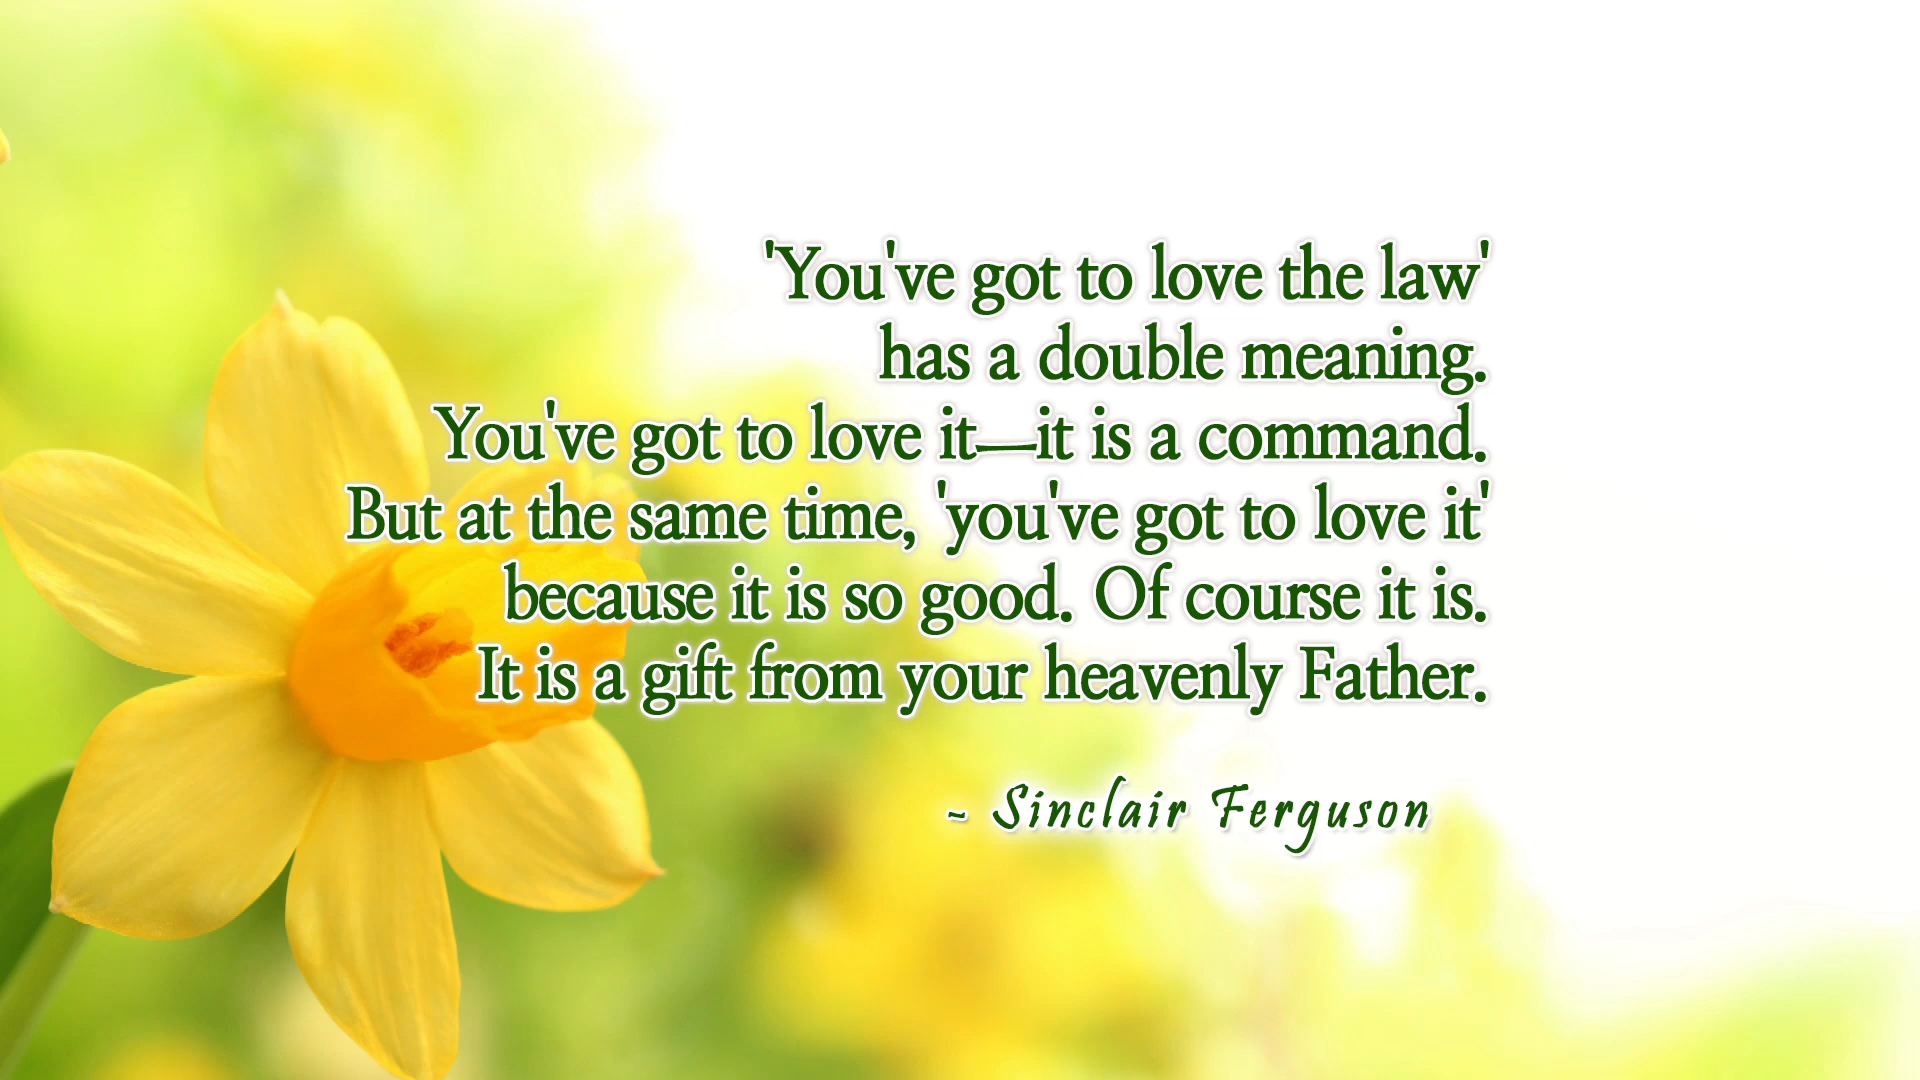 'You've got to love the law'
has a double meaning.
You've got to love it—it is a command.
But at the same time, 'you've got to love it'
because it is so good. Of course it is.
It is a gift from your heavenly Father.
~ Sinclair Ferguson